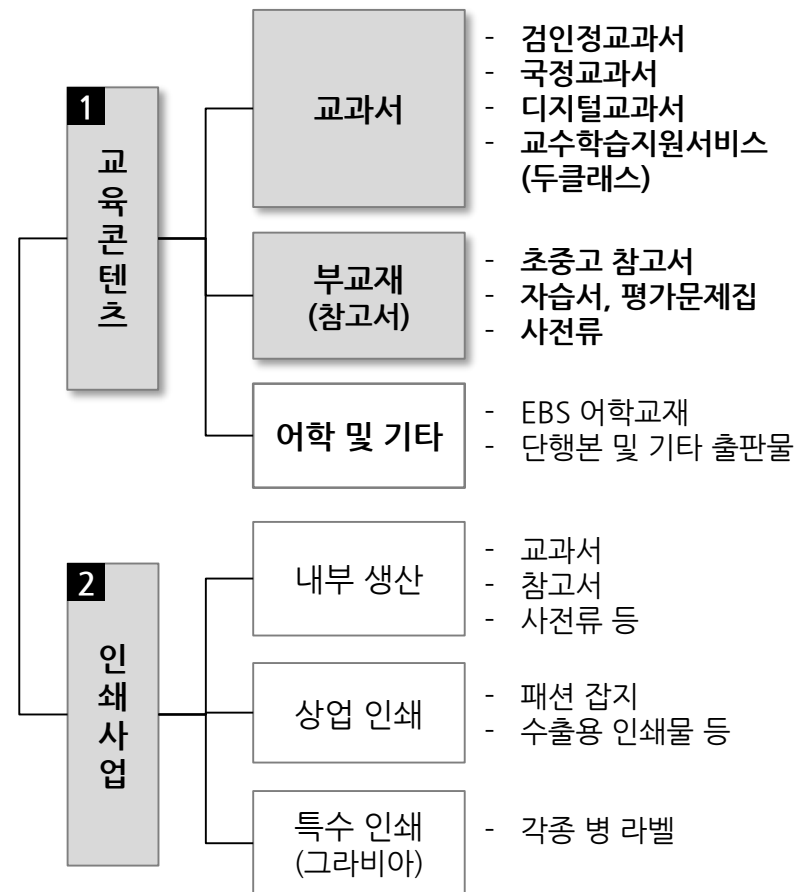 1
교육콘텐츠
교과서
- 검인정교과서
- 국정교과서
- 디지털교과서
- 교수학습지원서비스
(두클래스)
부교재
(참고서)
- 초중고 참고서
- 자습서, 평가문제집
- 사전류
어학 및 기타
- EBS 어학교재
- 단행본 및 기타 출판물
2
인쇄사업
내부 생산
- 교과서
- 참고서
- 사전류 등
상업 인쇄
- 패션 잡지
- 수출용 인쇄물 등
특수 인쇄
(그라비아)
- 각종 병 라벨